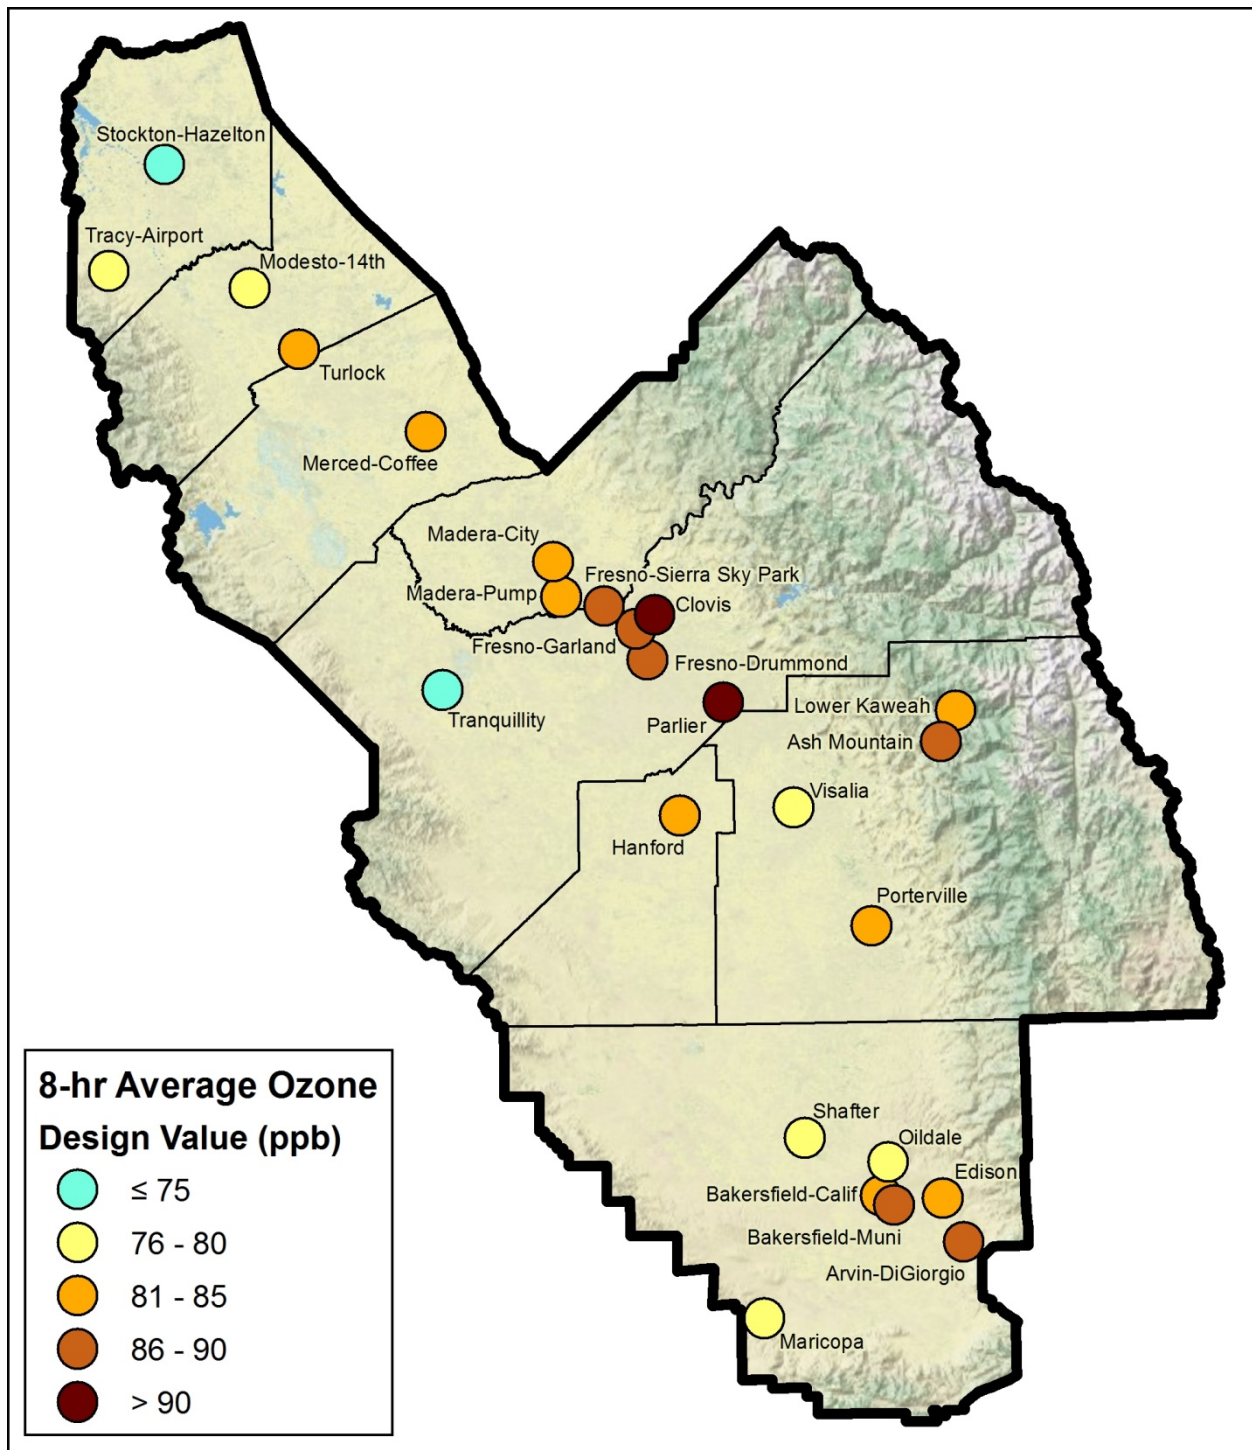 Stockton-Hazelton
Tracy-Airport
Modesto-14th
Turlock
Merced-Coffee
Madera-City
Fresno-Sierra Sky Park
Madera-Pump
Clovis
Fresno-Garland
Fresno-Drummond
Tranquillity
Parlier
Lower Kaweah
Ash Mountain
Visalia
Hanford
Porterville
Shafter
Oildale
Edison
Bakersfield-Calif
Bakersfield-Muni
Arvin-DiGiorgio
Maricopa
8-hr Average Ozone
Design Value (ppb)
≤ 75
76 - 80
81 - 85
86 - 90
> 90